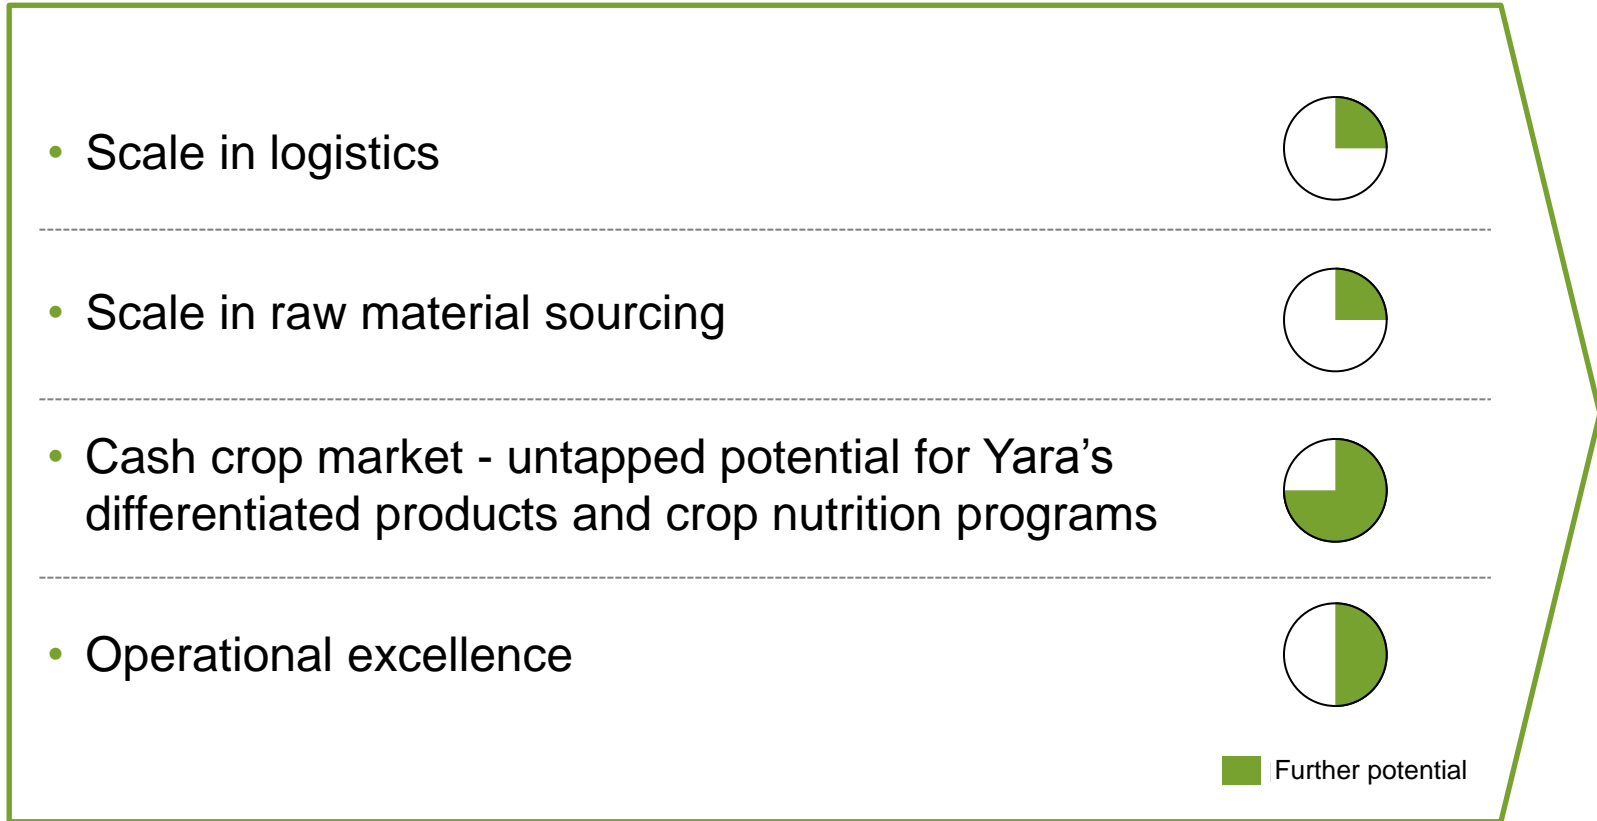 • Scale in logistics
• Scale in raw material sourcing
• Cash crop market - untapped potential for Yara’s
differentiated products and crop nutrition programs
• Operational excellence
Further potential